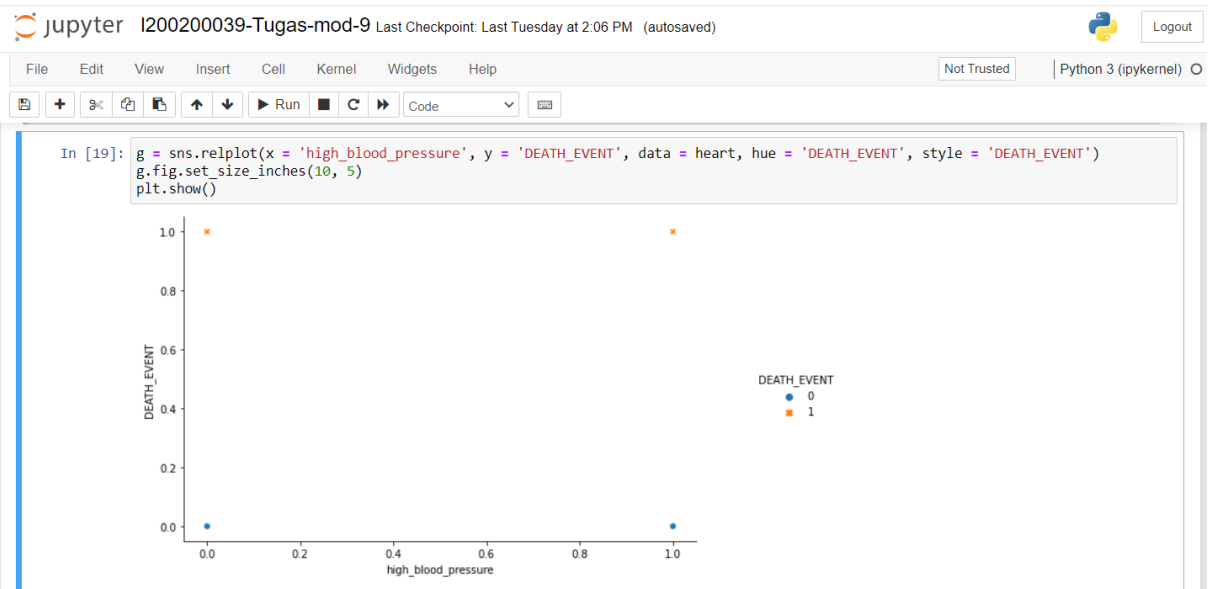 jupyter l200200039-Tugas-mod-9 Last Checkpoint: Last Tuesday at 2:06 PM (autosaved)
Logout
File Edit View Insert Cell Kernel Widgets Help
Not Trusted
Python 3 (ipykernel)
Run
Code
In [19]: g = sns.relplot(x = 'high_blood_pressure', y = 'DEATH_EVENT', data = heart, hue = 'DEATH_EVENT', style = 'DEATH_EVENT')
g.fig.set_size_inches(10, 5)
plt.show()
1.0
0.8
0.6
0.4
0.2
0.0
DEATH_EVENT
0.0 0.2 0.4 0.6 0.8 1.0
high_blood_pressure
DEATH_EVENT
0
1